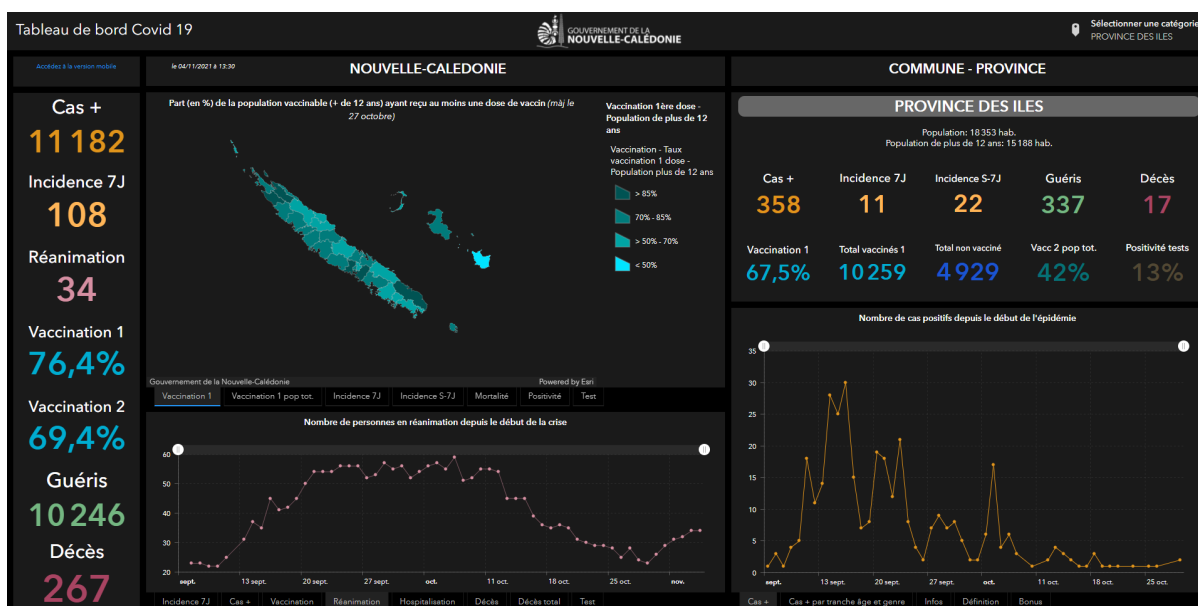 Tableau de bord Covid 19
GOUVERNEMENT DE LA
NOUVELLE-CALÉDONIE
Sélectionner une catégorie
PROVINCE DES ILES
Accédez à la version mobile
Cas +
11 182
Incidence 7J
108
Réanimation
34
Vaccination 1
76,4%
Vaccination 2
69,4%
Guéris
10 246
Décès
267
le 04/11/2021 à 13:30
NOUVELLE-CALEDONIE
Part (en %) de la population vaccinable (+ de 12 ans) ayant reçu au moins une dose de vaccin (màj le
27 octobre)
Vaccination 1ère dose -
Population de plus de 12
ans
Vaccination - Taux
vaccination 1 dose -
Population plus de 12 ans
> 85%
70% - 85%
> 50% - 70%
< 50%
Gouvernement de la Nouvelle-Calédonie
Powered by Esri
Vaccination 1
Vaccination 1 pop tot.
Incidence 7J
Incidence S-7J
Mortalité
Positivité
Test
Nombre de personnes en réanimation depuis le début de la crise
60
50
40
30
20
sept.
13 sept.
20 sept.
27 sept.
oct.
11 oct.
18 oct.
25 oct.
nov.
Incidence 7J
Cas +
Vaccination
Réanimation
Hospitalisation
Décès
Décès total
Test
COMMUNE - PROVINCE
PROVINCE DES ILES
Population: 18 353 hab.
Population de plus de 12 ans: 15 188 hab.
Cas +
358
Incidence 7J
11
Incidence S-7J
22
Guéris
337
Décès
17
Vaccination 1
67,5%
Total vaccinés 1
10 259
Total non vacciné
4 929
Vacc 2 pop tot.
42%
Positivité tests
13%
Nombre de cas positifs depuis le début de l'épidémie
35
30
25
20
15
10
5
0
sept.
13 sept.
20 sept.
27 sept.
oct.
11 oct.
18 oct.
25 oct.
Cas +
Cas + par tranche âge et genre
Infos
Définition
Bonus